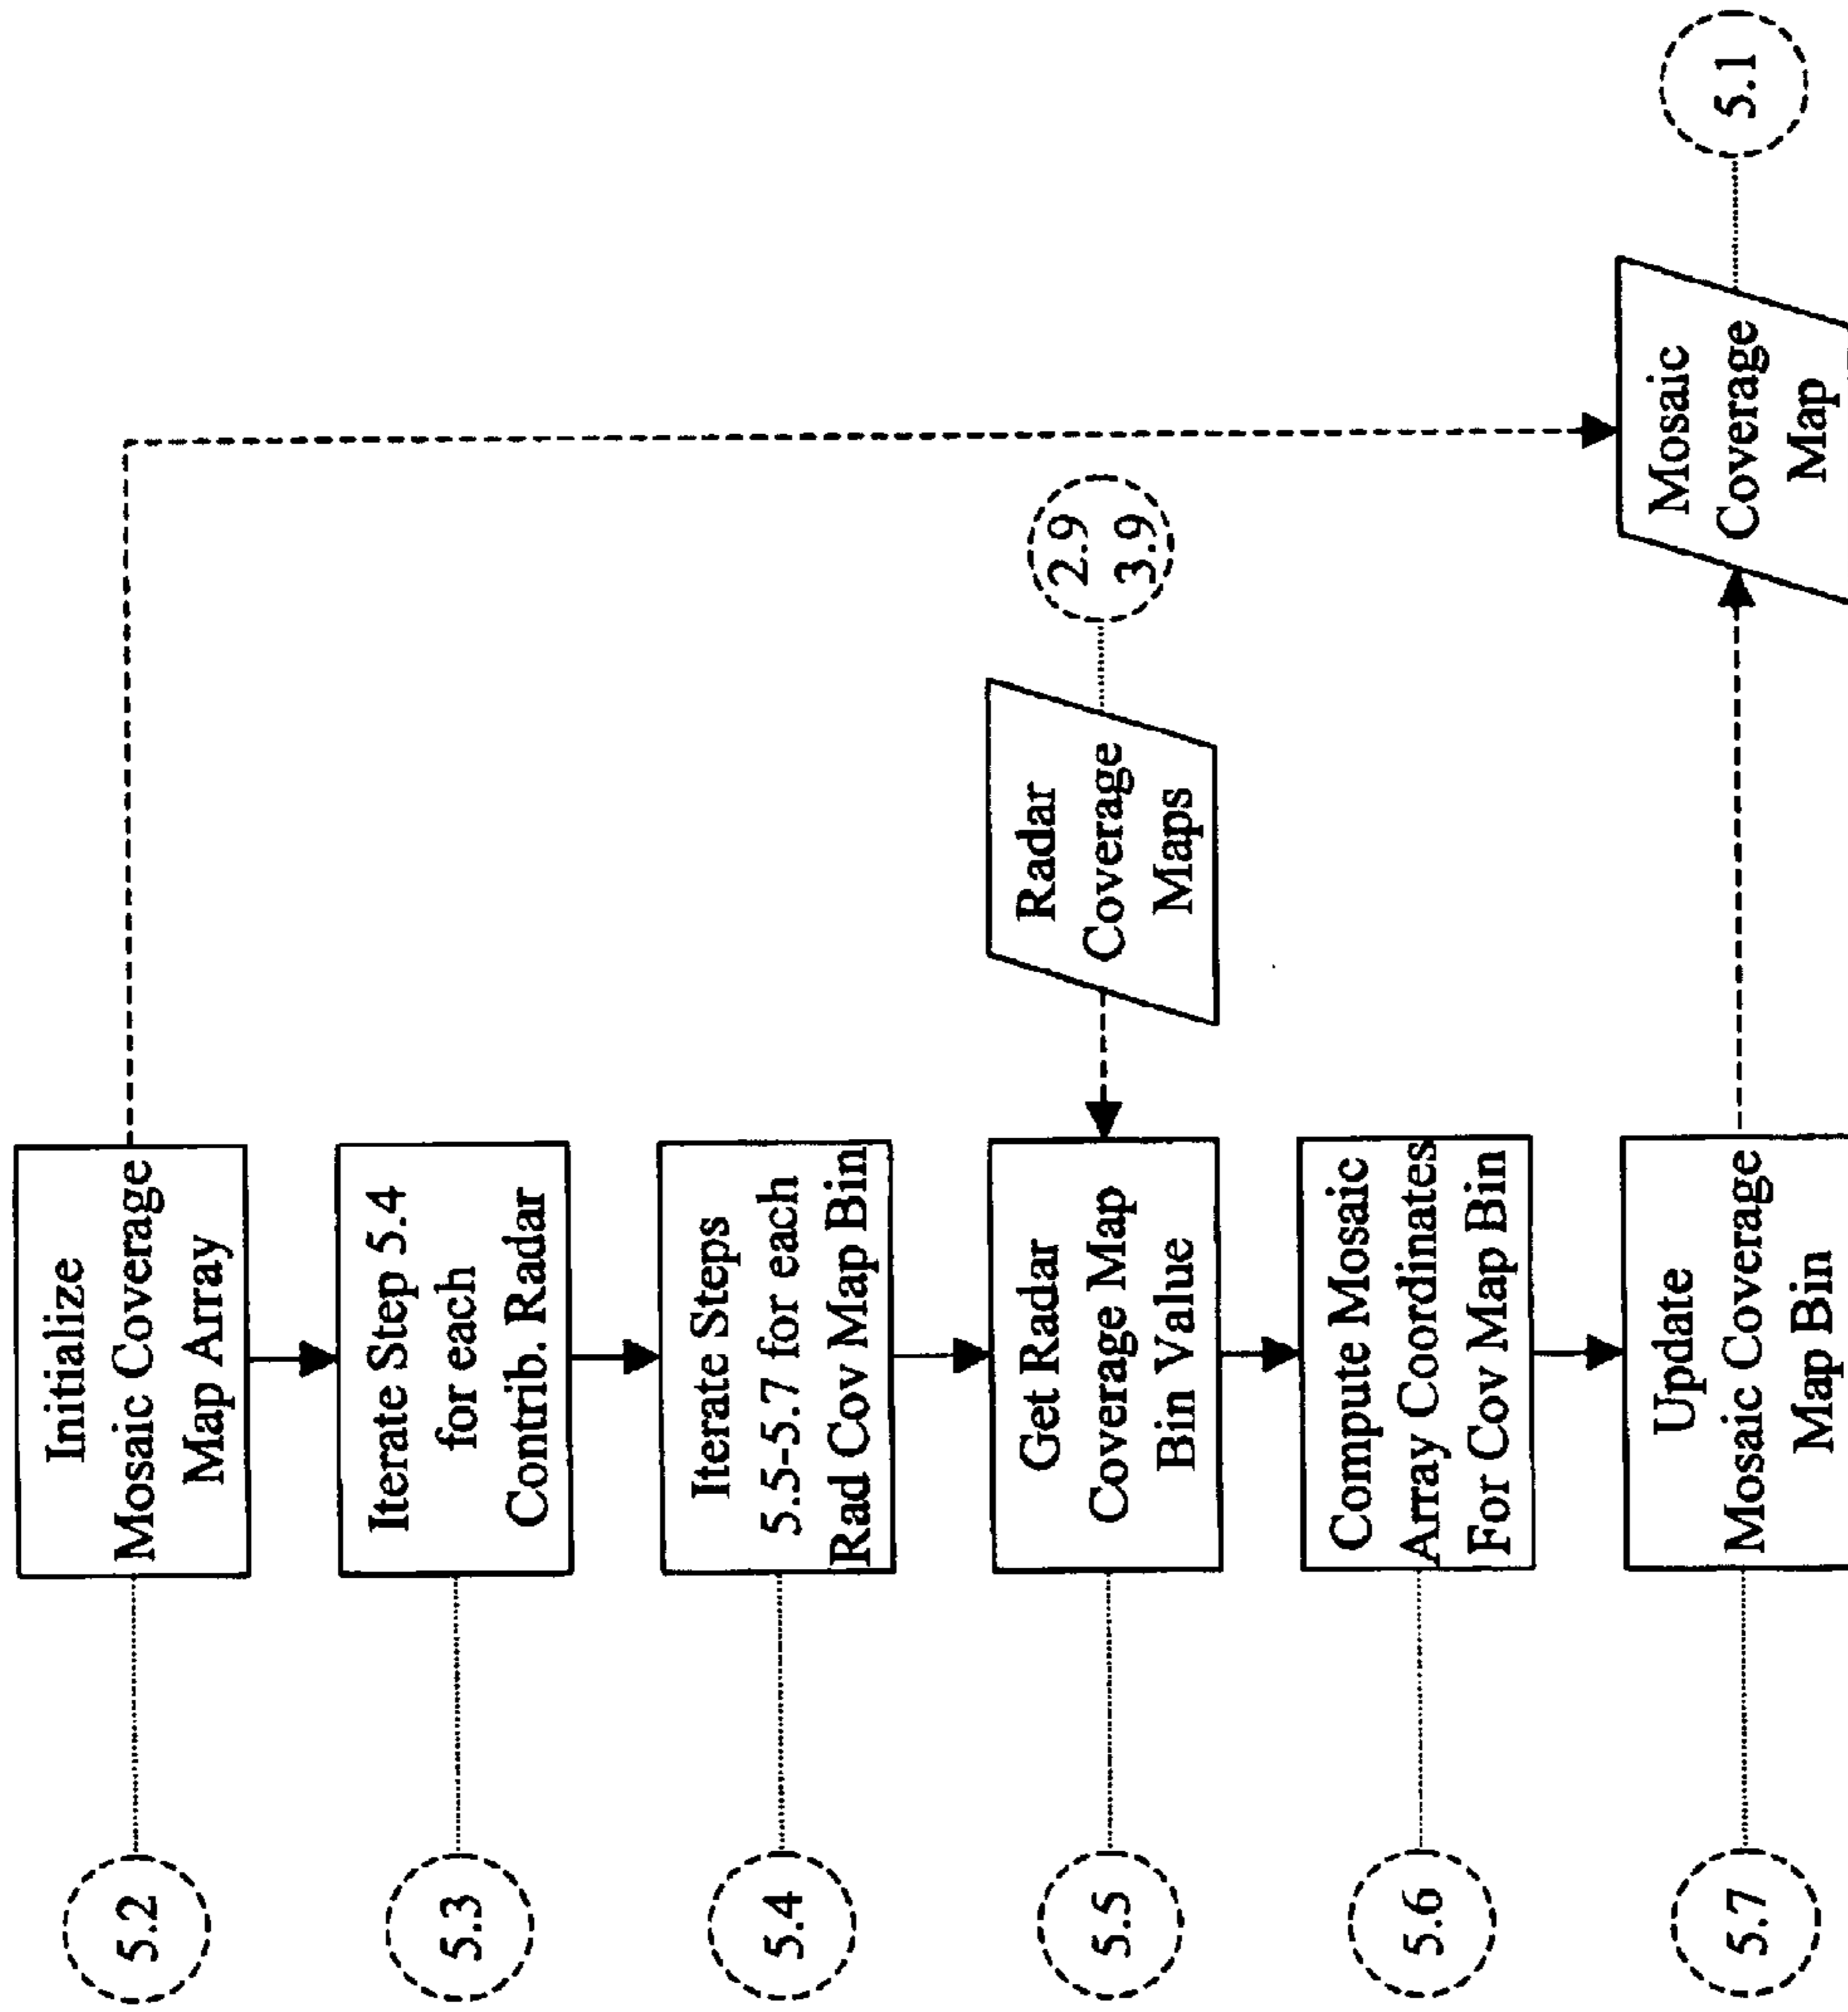 5.2
Initialize
Mosaic Coverage
Map Array
5.3
Iterate Step 5.4
for each
Contrib. Radar
5.4
Iterate Steps
5.5-5.7 for each
Rad Cov Map Bin
5.5
Get Radar
Coverage Map
Bin Value
Radar
Coverage
Maps
2.9
3.9
5.6
Compute Mosaic
Array Coordinates
For Cov Map Bin
5.7
Update
Mosaic Coverage
Map Bin
Mosaic
Coverage
Map
5.1